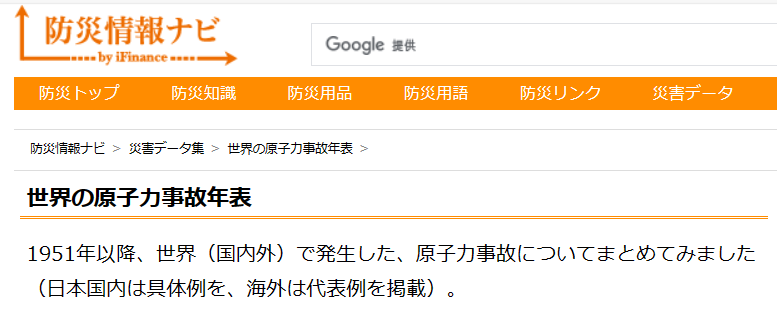 防災情報ナビ
by iFinance
Google 提供
防災トップ 防災知識 防災用品 防災用語 防災リンク 災害データ
防災情報ナビ > 災害データ集 > 世界の原子力事故年表 >
世界の原子力事故年表
1951年以降、世界（国内外）で発生した、原子力事故についてまとめてみました
（日本国内は具体例を、海外は代表例を掲載）。